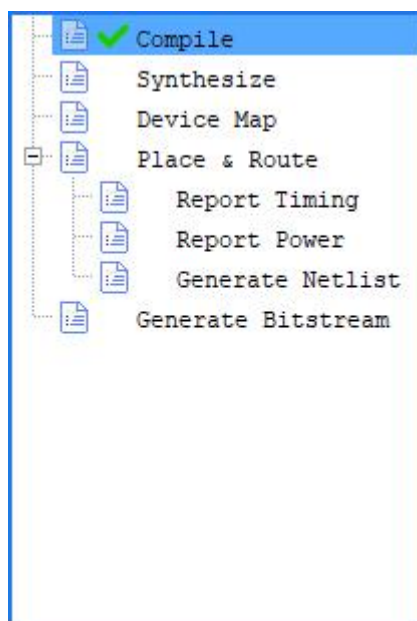 Compile
Synthesize
Device Map
Place & Route
Report Timing
Report Power
Generate Netlist
Generate Bitstream